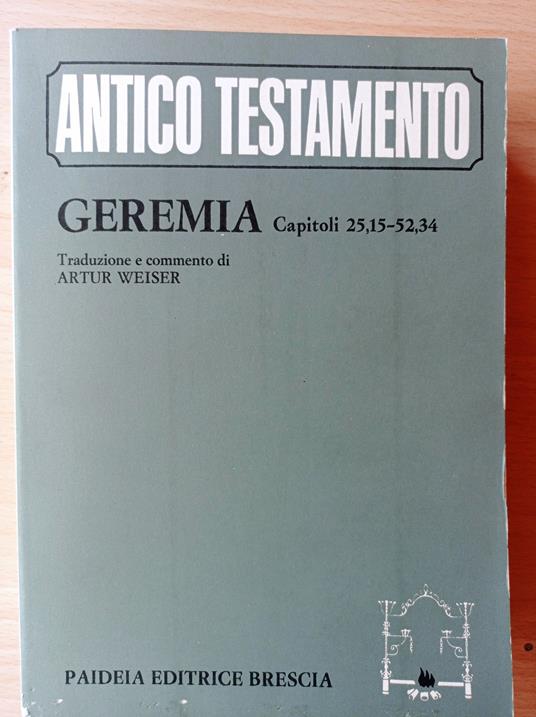 ANTICO TESTAMENTO
GEREMIA Capitoli 25,15-52,34
Traduzione e commento di
ARTUR WEISER
PAIDEIA EDITRICE BRESCIA